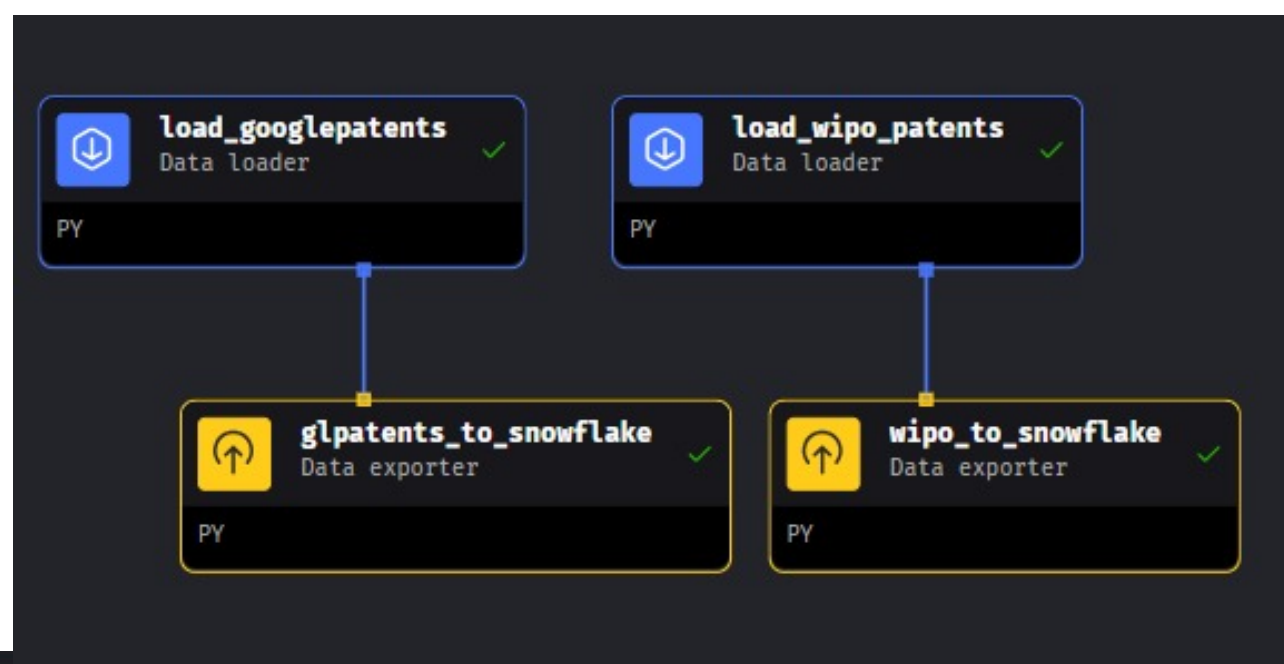 load_googlepatents
Data loader
PY
load_wipo_patents
Data loader
PY
glpatents_to_snowflake
Data exporter
PY
wipo_to_snowflake
Data exporter
PY